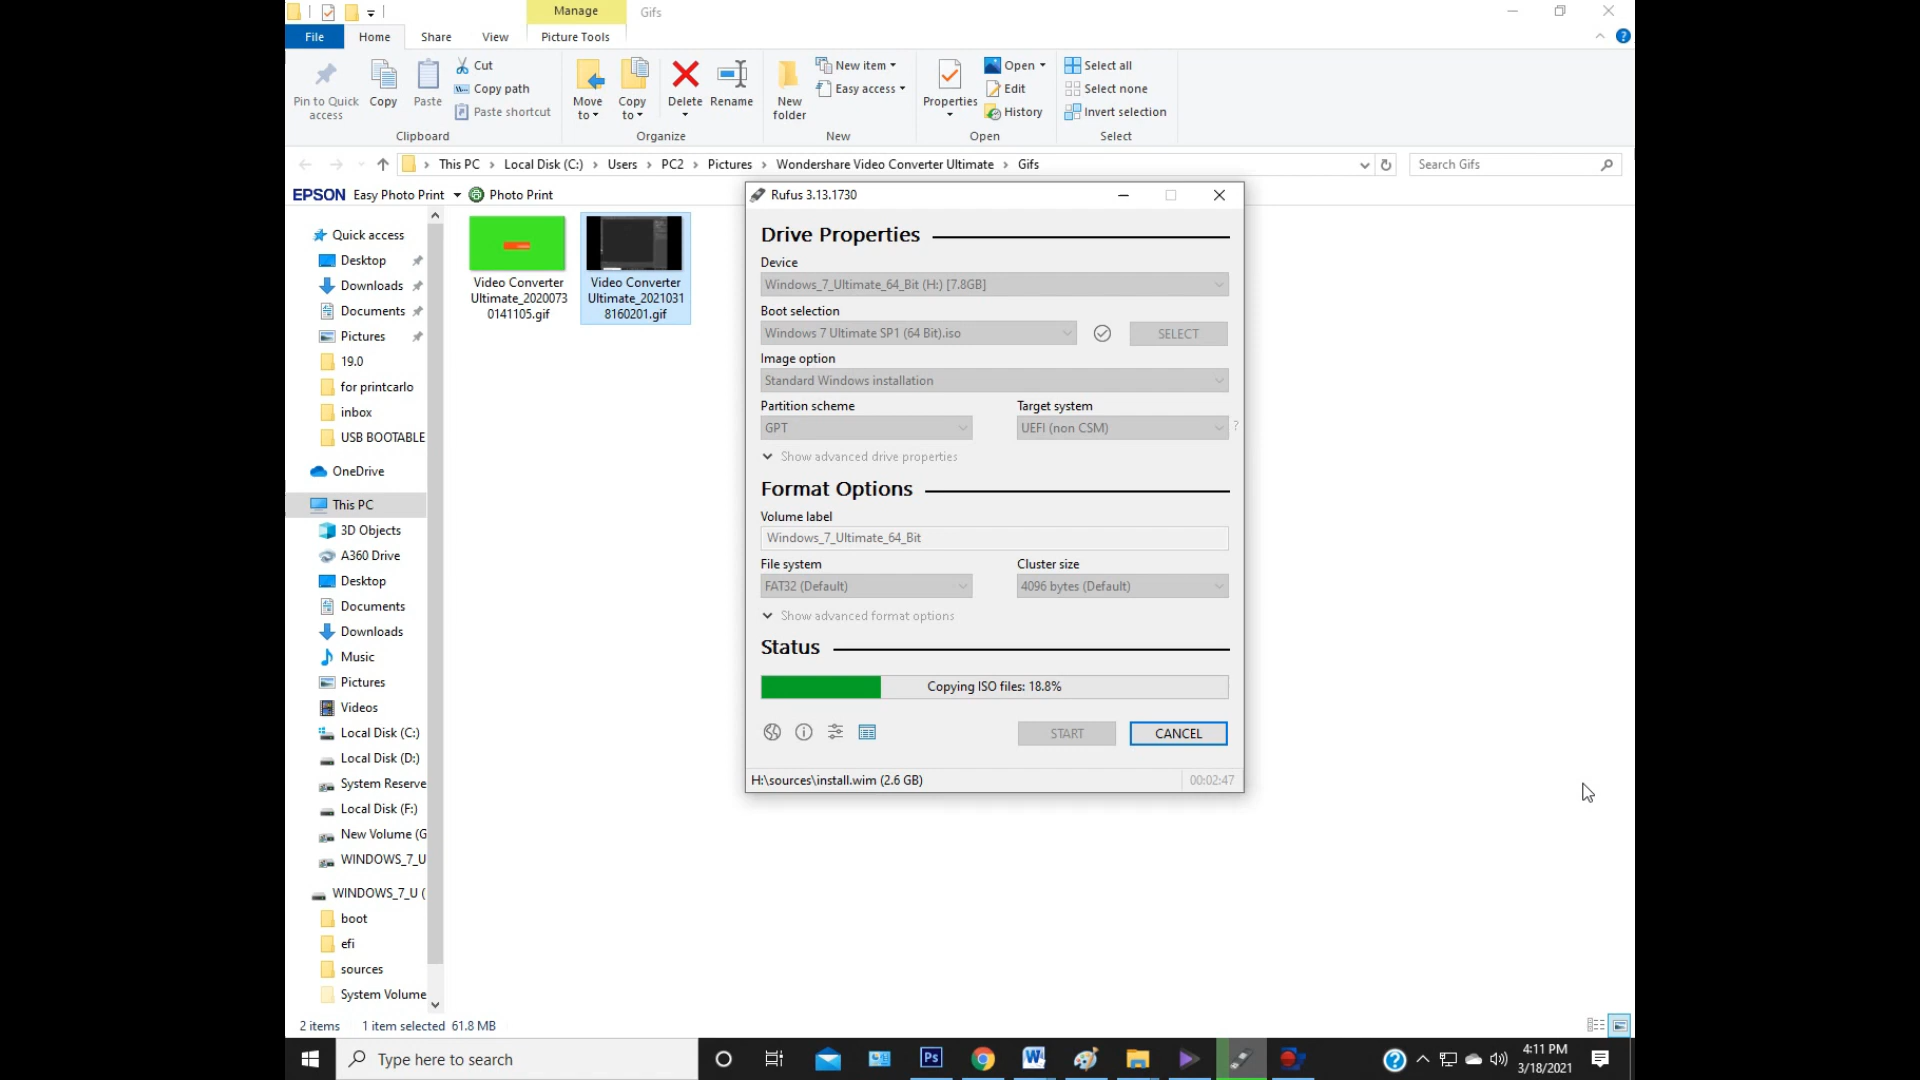 Manage
Gifs
File
Home
Share
View
Picture Tools
Pin to Quick access
Copy
Paste
Cut
Copy path
Paste shortcut
Clipboard
Move to
Copy to
Delete
Rename
Organize
New folder
New item
Easy access
New
Properties
Open
Edit
History
Open
Select all
Select none
Invert selection
Select
This PC > Local Disk (C:) > Users > PC2 > Pictures > Wondershare Video Converter Ultimate > Gifs
Search Gifs
EPSON Easy Photo Print
Photo Print
Quick access
Desktop
Downloads
Documents
Pictures
19.0
for printcarlo
inbox
USB BOOTABLE
OneDrive
This PC
3D Objects
A360 Drive
Desktop
Documents
Downloads
Music
Pictures
Videos
Local Disk (C:)
Local Disk (D:)
System Reserve
Local Disk (F:)
New Volume (G
WINDOWS_7_U
WINDOWS_7_U (
boot
efi
sources
System Volume
Video Converter
Ultimate_2020073
0141105.gif
Video Converter
Ultimate_2021031
8160201.gif
Rufus 3.13.1730
Drive Properties
Device
Windows_7_Ultimate_64_Bit (H:) [7.8GB]
Boot selection
Windows 7 Ultimate SP1 (64 Bit).iso
SELECT
Image option
Standard Windows installation
Partition scheme
Target system
GPT
UEFI (non CSM)
?
Show advanced drive properties
Format Options
Volume label
Windows_7_Ultimate_64_Bit
File system
Cluster size
FAT32 (Default)
4096 bytes (Default)
Show advanced format options
Status
Copying ISO files: 18.8%
START
CANCEL
H:\sources\install.wim (2.6 GB)
00:02:47
2 items
1 item selected 61.8 MB
Type here to search
Ps
W
4:11 PM
3/18/2021